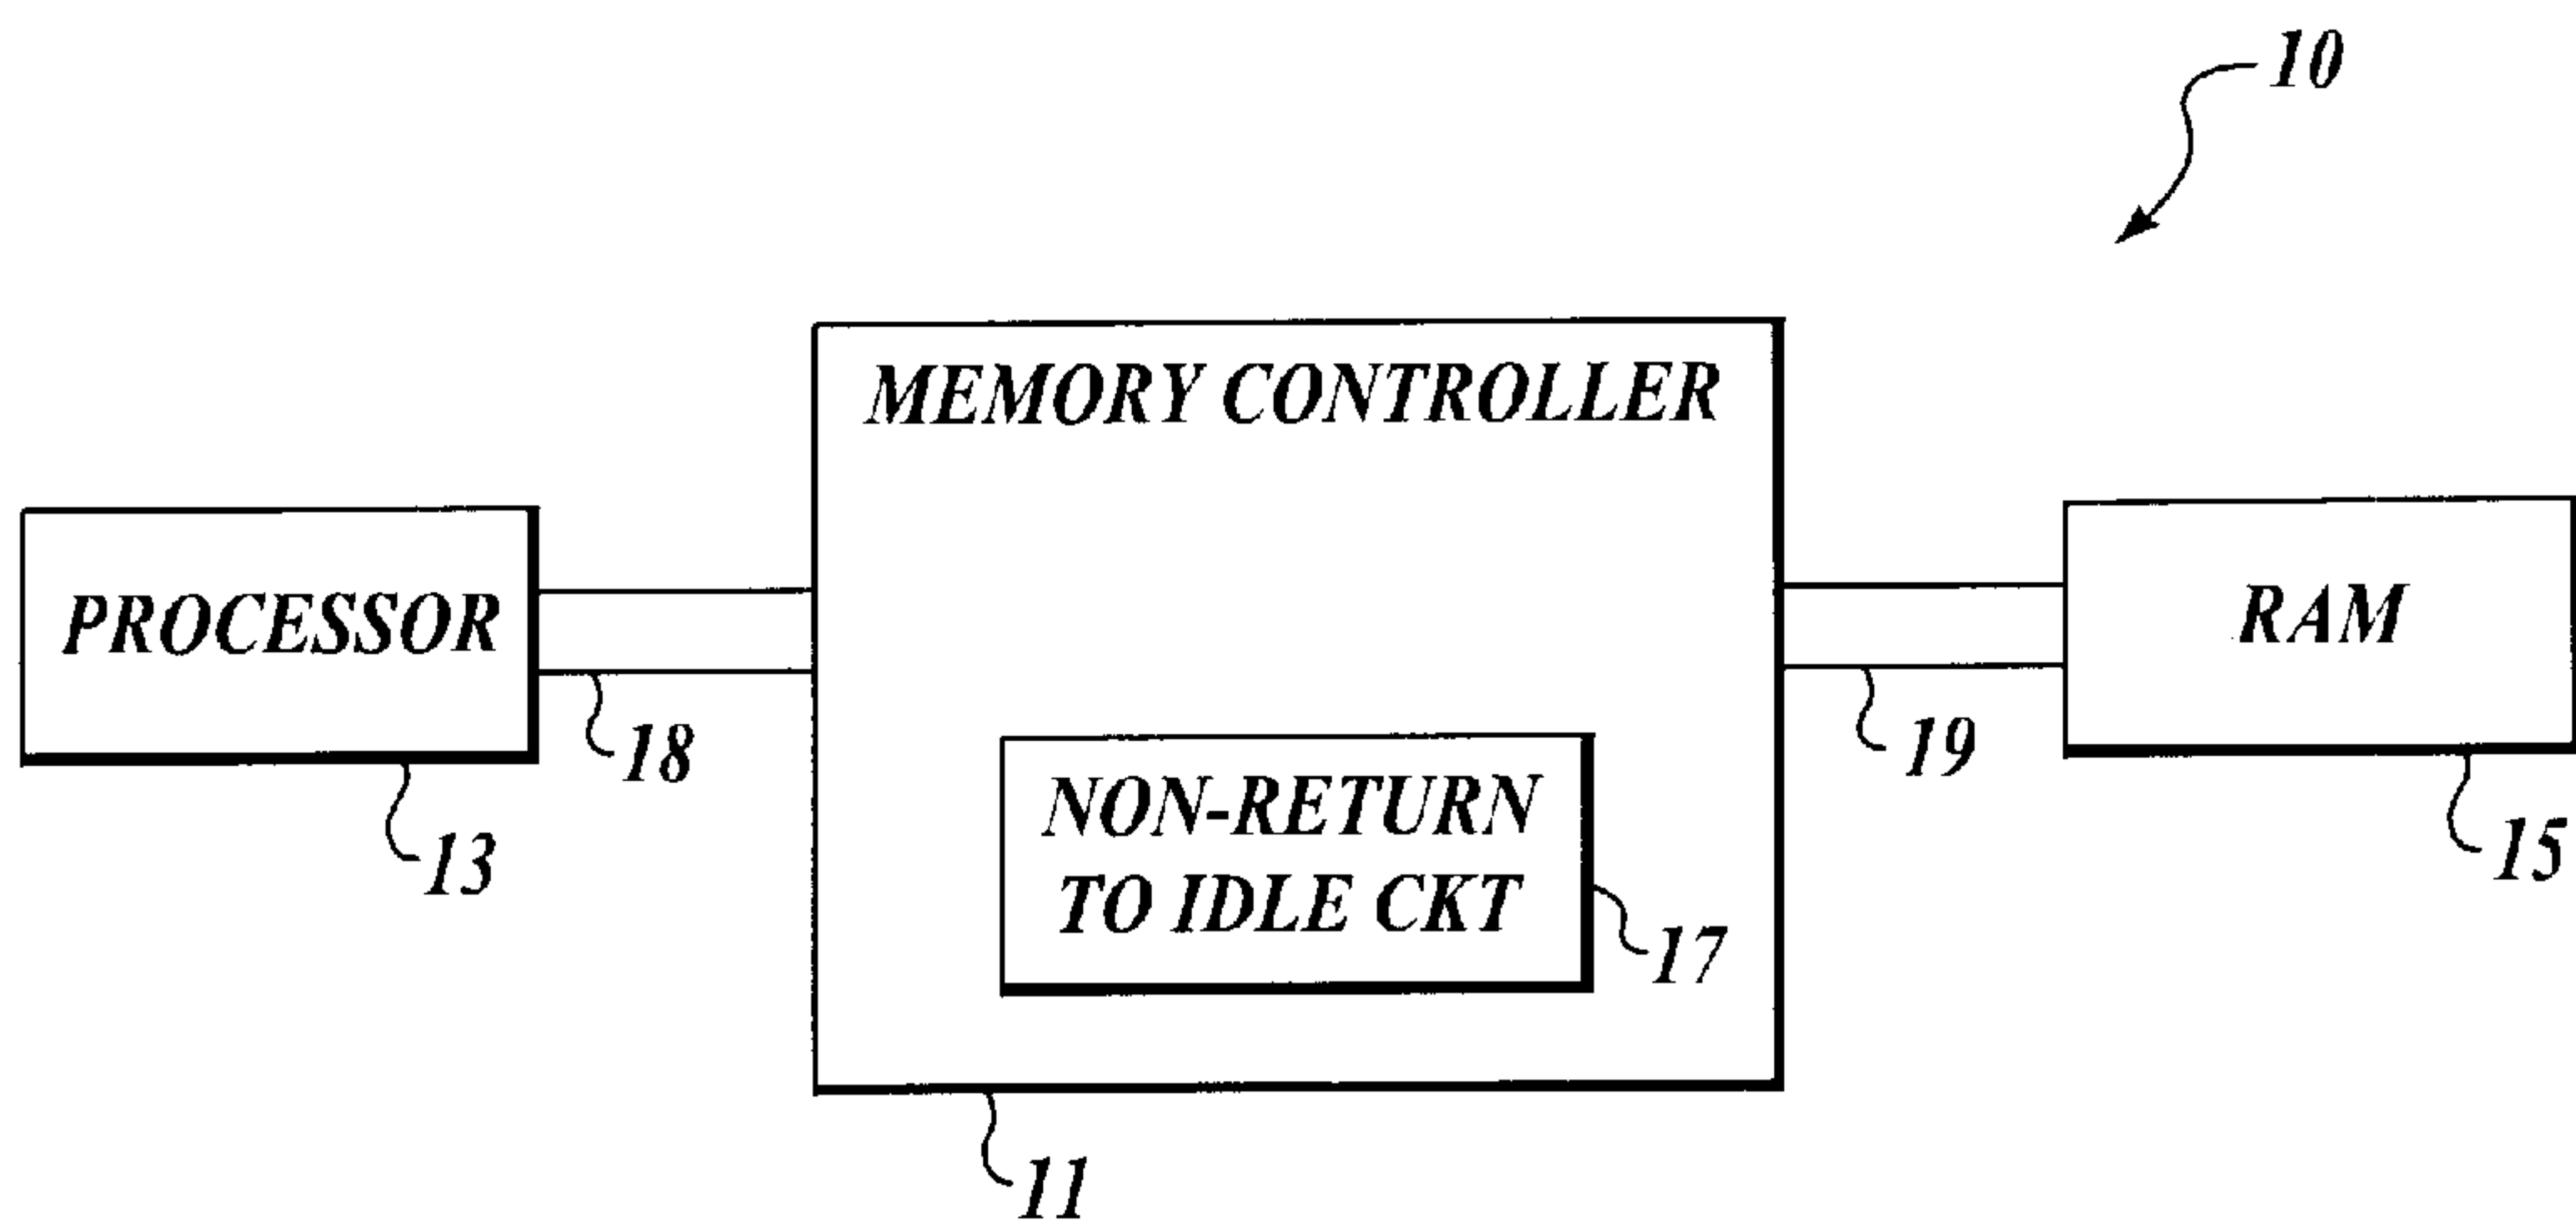 10
MEMORY CONTROLLER
PROCESSOR
RAM
18
19
NON-RETURN
TO IDLE CKT
13
15
17
11